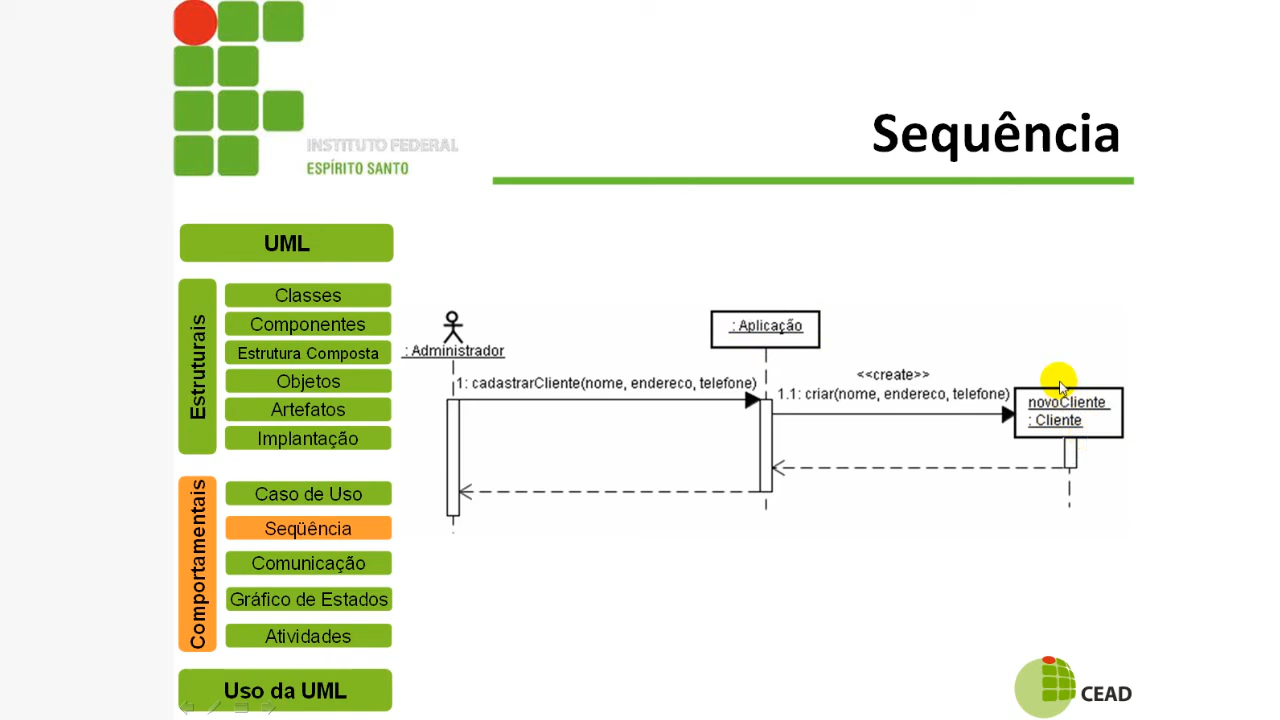 INSTITUTO FEDERAL
ESPÍRITO SANTO
Sequência
UML
Estruturais
Classes
Componentes
Estrutura Composta
Objetos
Artefatos
Implantação
Comportamentais
Caso de Uso
Seqüência
Comunicação
Gráfico de Estados
Atividades
Uso da UML
: Administrador
: Aplicação
1: cadastrarCliente(nome, endereco, telefone)
<<create>>
1.1: criar(nome, endereco, telefone)
novoCliente
: Cliente
CEAD